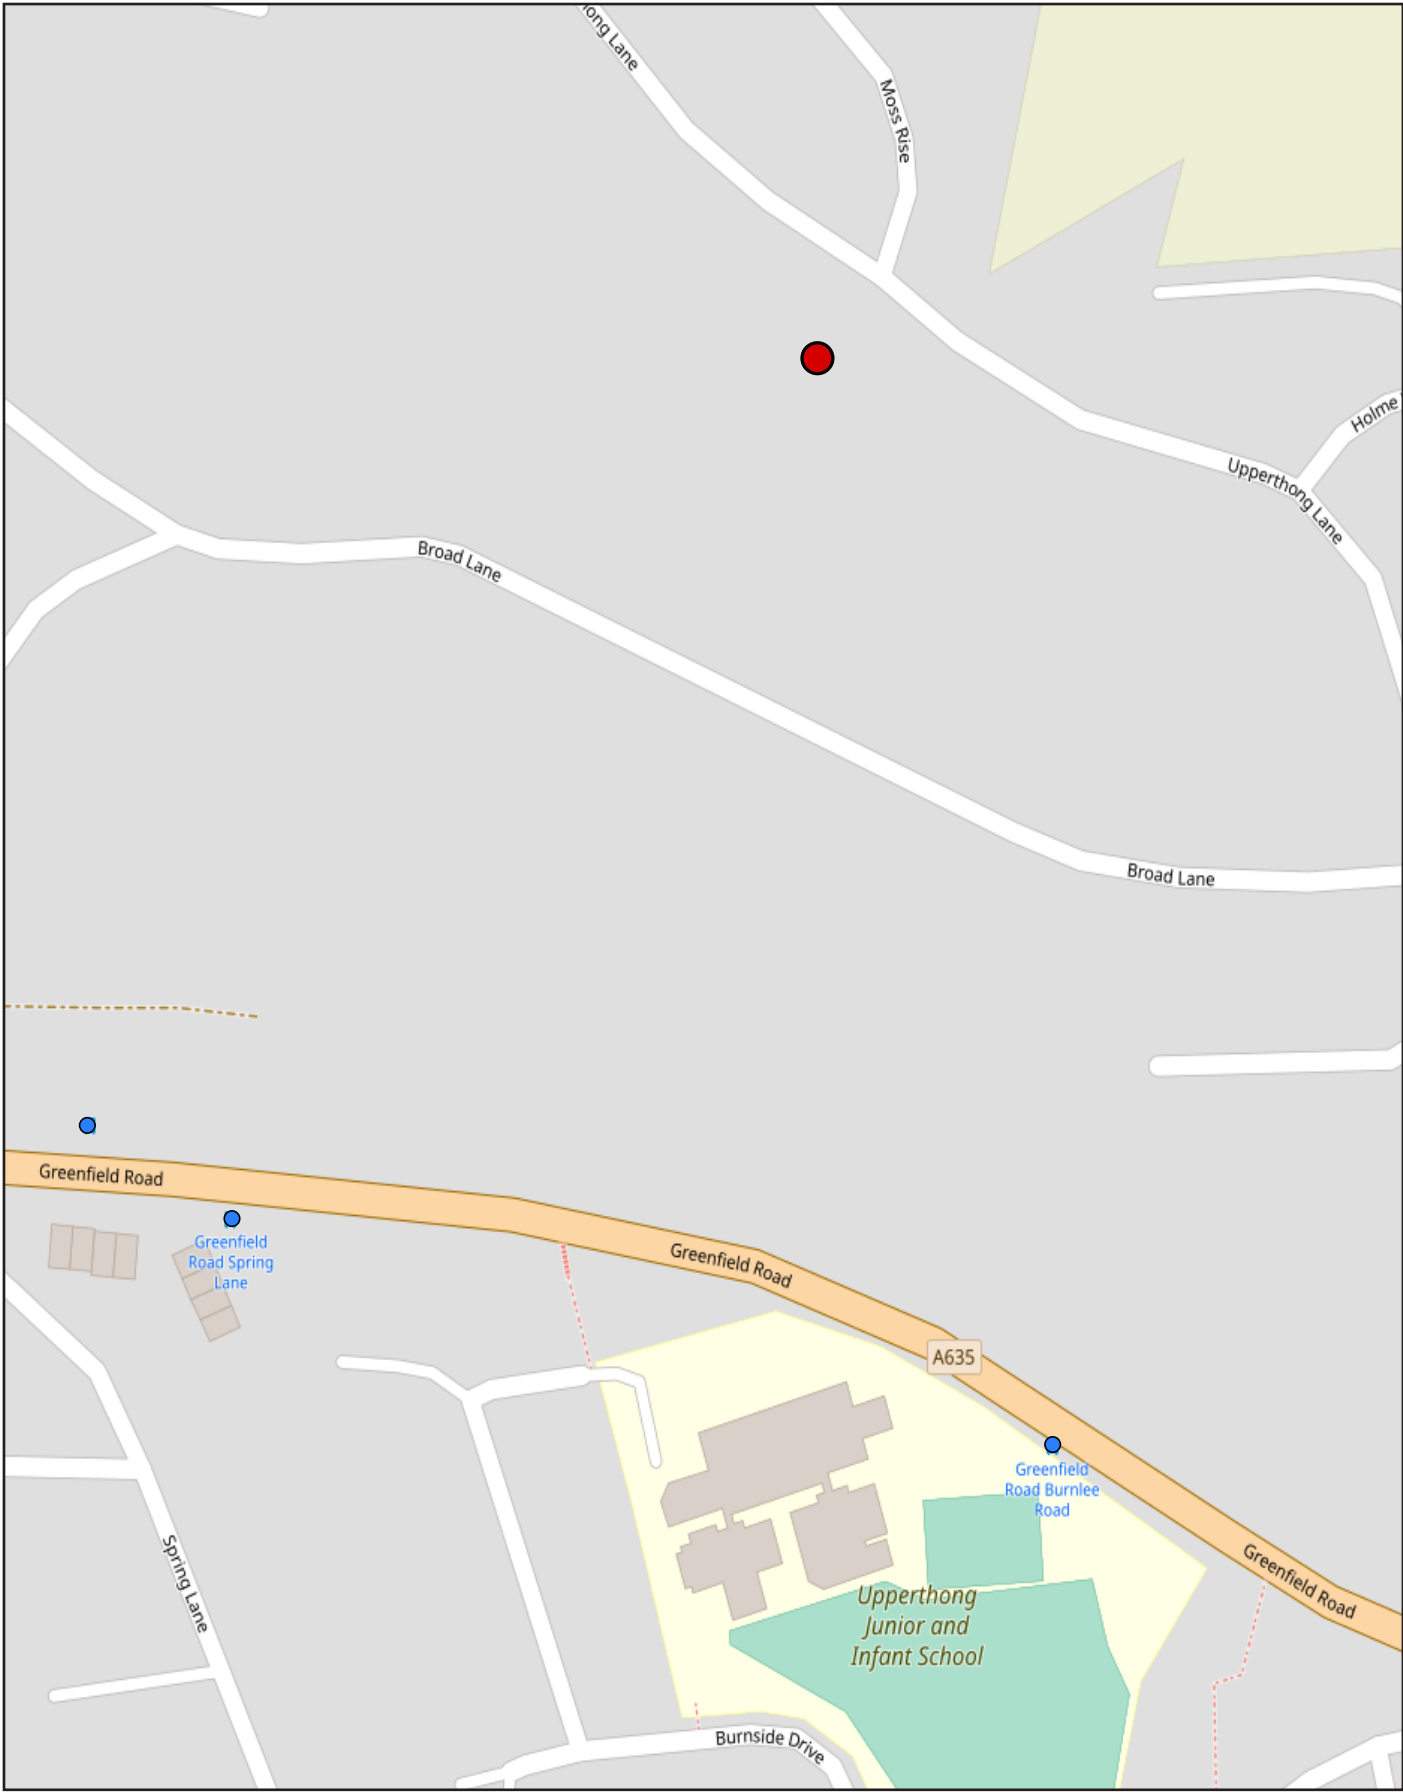 Lane
Moss Rise
Holme
Upperthong Lane
Broad Lane
Broad Lane
Greenfield Road
Greenfield
Road Spring
Lane
Greenfield Road
A635
Greenfield
Road Burnlee
Road
Greenfield Road
Spring Lane
Upperthong
Junior and
Infant School
Burnside Drive